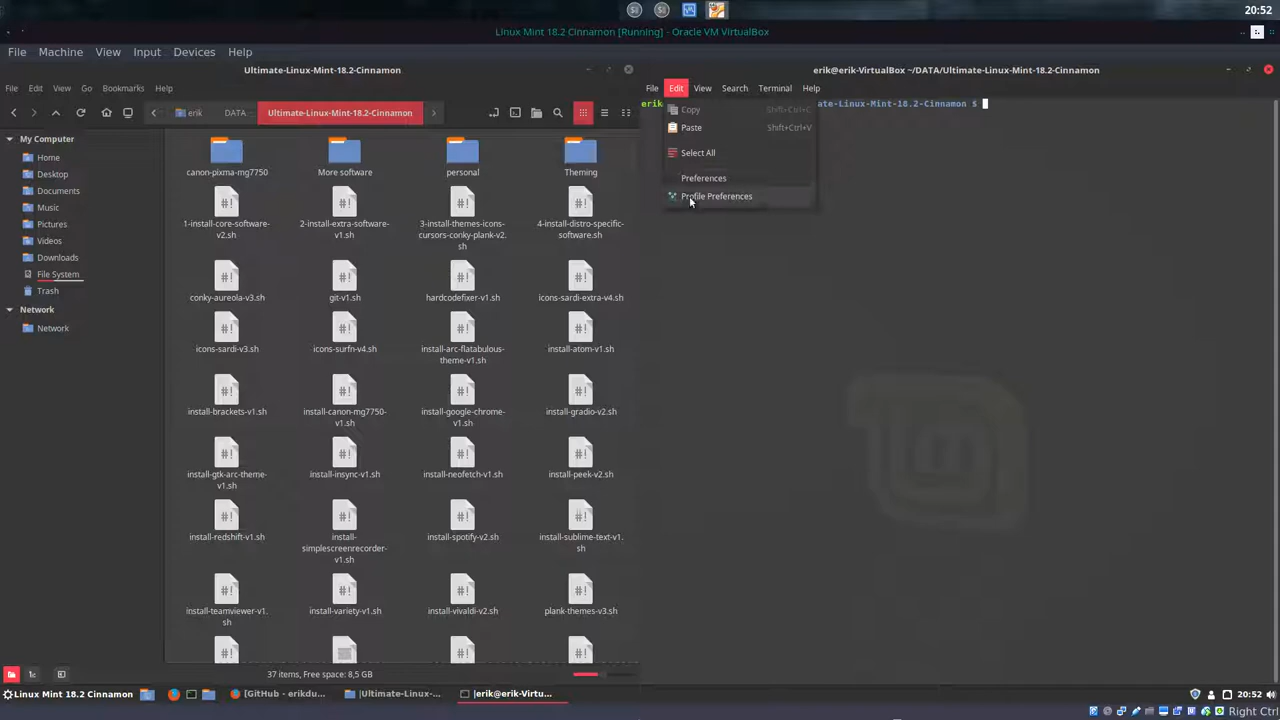 20:52
Linux Mint 18.2 Cinnamon [Running] - Oracle VM VirtualBox
File Machine View Input Devices Help
Ultimate-Linux-Mint-18.2-Cinnamon
File Edit View Go Bookmarks Help
erik DATA Ultimate-Linux-Mint-18.2-Cinnamon
My Computer
Home
Desktop
Documents
Music
Pictures
Videos
Downloads
File System
Trash
Network
Network
canon-pixma-mg7750
More software
personal
Theming
1-install-core-software-
v2.sh
2-install-extra-software-
v1.sh
3-install-themes-icons-
cursors-conky-plank-v2.
sh
4-install-distro-specific-
software.sh
conky-aureola-v3.sh
git-v1.sh
hardcodefixer-v1.sh
icons-sardi-extra-v4.sh
icons-sardi-v3.sh
icons-surfn-v4.sh
install-arc-flatabulous-
theme-v1.sh
install-atom-v1.sh
install-brackets-v1.sh
install-canon-mg7750-
v1.sh
install-google-chrome-
v1.sh
install-gradio-v2.sh
install-gtk-arc-theme-
v1.sh
install-insync-v1.sh
install-neofetch-v1.sh
install-peek-v2.sh
install-redshift-v1.sh
install-
simplescreenrecorder-
v1.sh
install-spotify-v2.sh
install-sublime-text-v1.
sh
install-teamviewer-v1.
sh
install-variety-v1.sh
install-vivaldi-v2.sh
plank-themes-v3.sh
37 items, Free space: 8,5 GB
erik@erik-VirtualBox ~/DATA/Ultimate-Linux-Mint-18.2-Cinnamon
File Edit View Search Terminal Help
erik
ate-Linux-Mint-18.2-Cinnamon $
Copy Shift+Ctrl+C
Paste Shift+Ctrl+V
Select All
Preferences
Profile Preferences
Linux Mint 18.2 Cinnamon
[GitHub - erikdu...
|Ultimate-Linux-...
|erik@erik-Virtu...
20:52
Right Ctrl